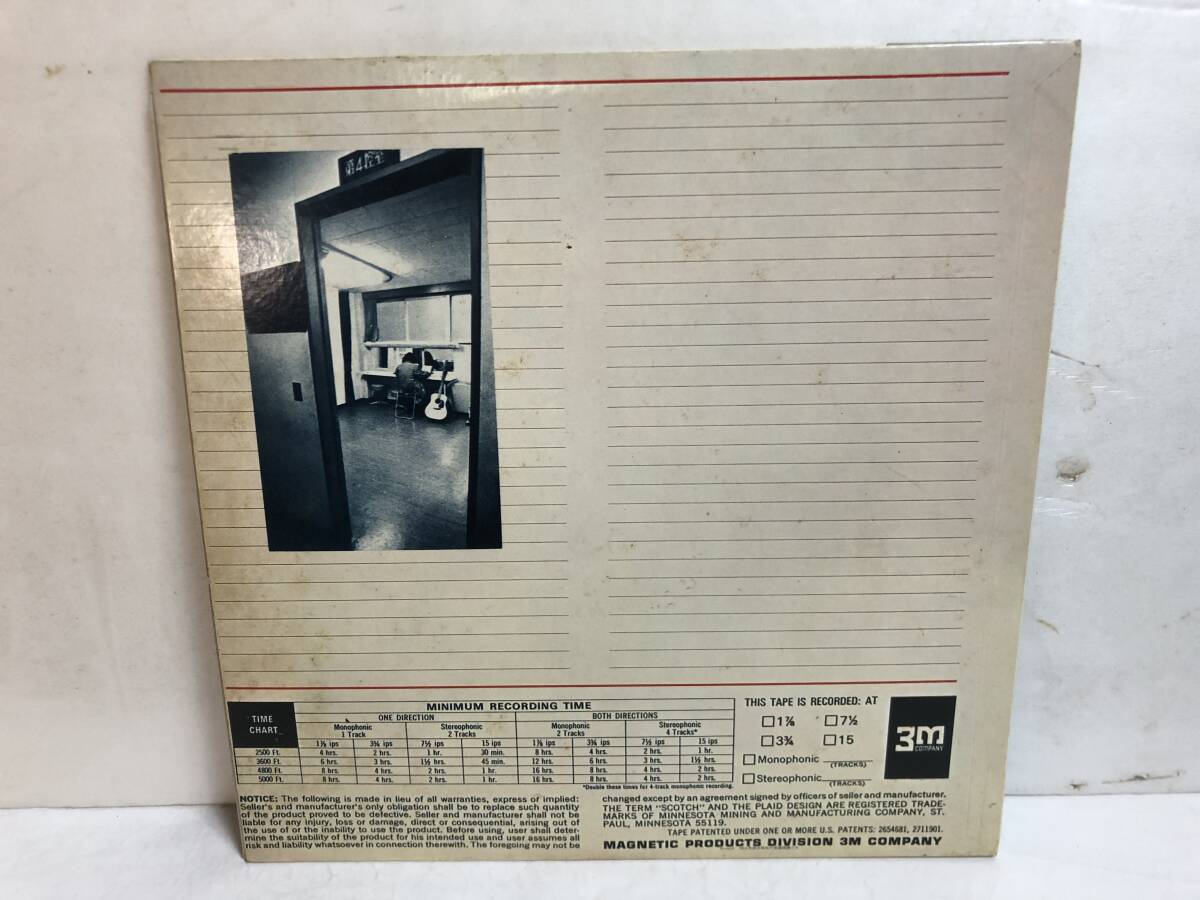 第4控室
TIME
CHART
MINIMUM RECORDING TIME
ONE DIRECTION BOTH DIRECTIONS
Monophonic Stereophonic Monophonic Stereophonic
1 Track 2 Tracks 2 Tracks 4 Tracks*
1⅞ ips 3¾ ips 7½ ips 15 ips 1⅞ ips 3¾ ips 7½ ips 15 ips
2500 Ft. 4 hrs. 2 hrs. 1 hr. 30 min. 8 hrs. 4 hrs. 2 hrs. 1 hr.
3600 Ft. 6 hrs. 3 hrs. 1½ hrs. 45 min. 12 hrs. 6 hrs. 3 hrs. 1½ hrs.
4800 Ft. 8 hrs. 4 hrs. 2 hrs. 1 hr. 16 hrs. 8 hrs. 4 hrs. 2 hrs.
5000 Ft. 8 hrs. 4 hrs. 2 hrs. 1 hr. 16 hrs. 8 hrs. 4 hrs. 2 hrs.
*Double these times for 4-track monophonic recording.
THIS TAPE IS RECORDED: AT
1⅞ 7½
3¾ 15
Monophonic (TRACKS)
Stereophonic (TRACKS)
3M
COMPANY
NOTICE: The following is made in lieu of all warranties, express or implied:
Seller's and manufacturer's only obligation shall be to replace such quantity
of the product proved to be defective. Seller and manufacturer shall not be
liable for any injury, loss or damage, direct or consequential, arising out of
the use of or the inability to use the product. Before using, user shall deter-
mine the suitability of the product for his intended use and user assumes all
risk and liability whatsoever in connection therewith. The foregoing may not be
changed except by an agreement signed by officers of seller and manufacturer.
THE TERM "SCOTCH" AND THE PLAID DESIGN ARE REGISTERED TRADE-
MARKS OF MINNESOTA MINING AND MANUFACTURING COMPANY, ST.
PAUL, MINNESOTA 55119.
TAPE PATENTED UNDER ONE OR MORE U.S. PATENTS: 2654681, 2711901.
MAGNETIC PRODUCTS DIVISION 3M COMPANY